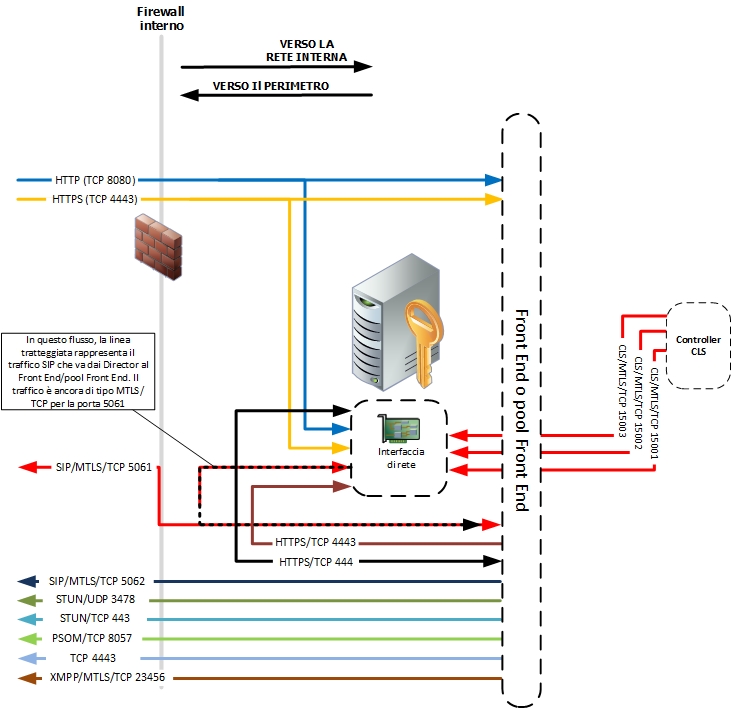 Firewall
interno
VERSO LA
RETE INTERNA
VERSO Il PERIMETRO
HTTP (TCP 8080)
HTTPS (TCP 4443)
In questo flusso, la linea
tratteggiata rappresenta il
traffico SIP che va dai Director al
Front End/pool Front End. Il
traffico è ancora di tipo MTLS/
TCP per la porta 5061
Front End o pool Front End
Controller
CLS
CLS/MTLS/TCP 15003
CLS/MTLS/TCP 15002
CLS/MTLS/TCP 15001
Interfaccia
di rete
SIP/MTLS/TCP 5061
HTTPS/TCP 4443
HTTPS/TCP 444
SIP/MTLS/TCP 5062
STUN/UDP 3478
STUN/TCP 443
PSOM/TCP 8057
TCP 4443
XMPP/MTLS/TCP 23456